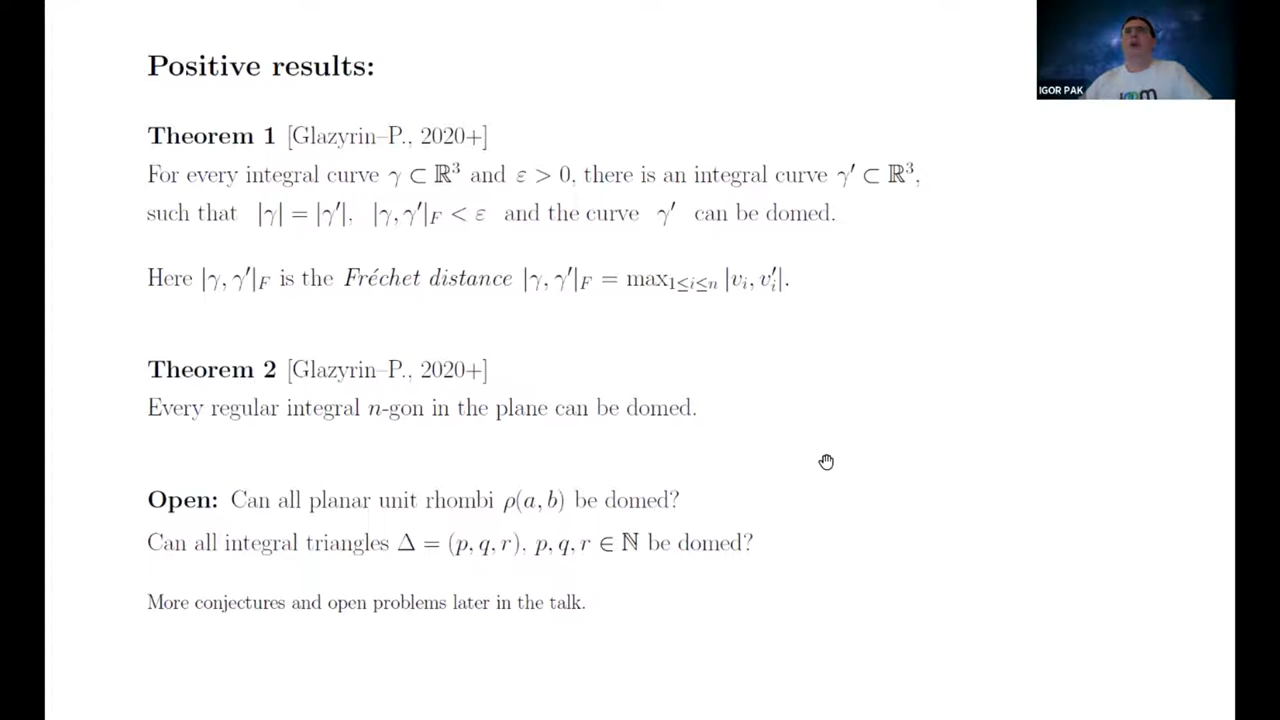 Positive results:
IGOR PAK
Theorem 1 [Glazyrin–P., 2020+]
For every integral curve γ ⊂ ℝ³ and ε > 0, there is an integral curve γ′ ⊂ ℝ³,
such that |γ| = |γ′|, |γ, γ′|_F < ε and the curve γ′ can be domed.
Here |γ, γ′|_F is the Fréchet distance |γ, γ′|_F = max_{1≤i≤n} |v_i, v′_i|.
Theorem 2 [Glazyrin–P., 2020+]
Every regular integral n-gon in the plane can be domed.
Open: Can all planar unit rhombi ρ(a, b) be domed?
Can all integral triangles Δ = (p, q, r), p, q, r ∈ ℕ be domed?
More conjectures and open problems later in the talk.